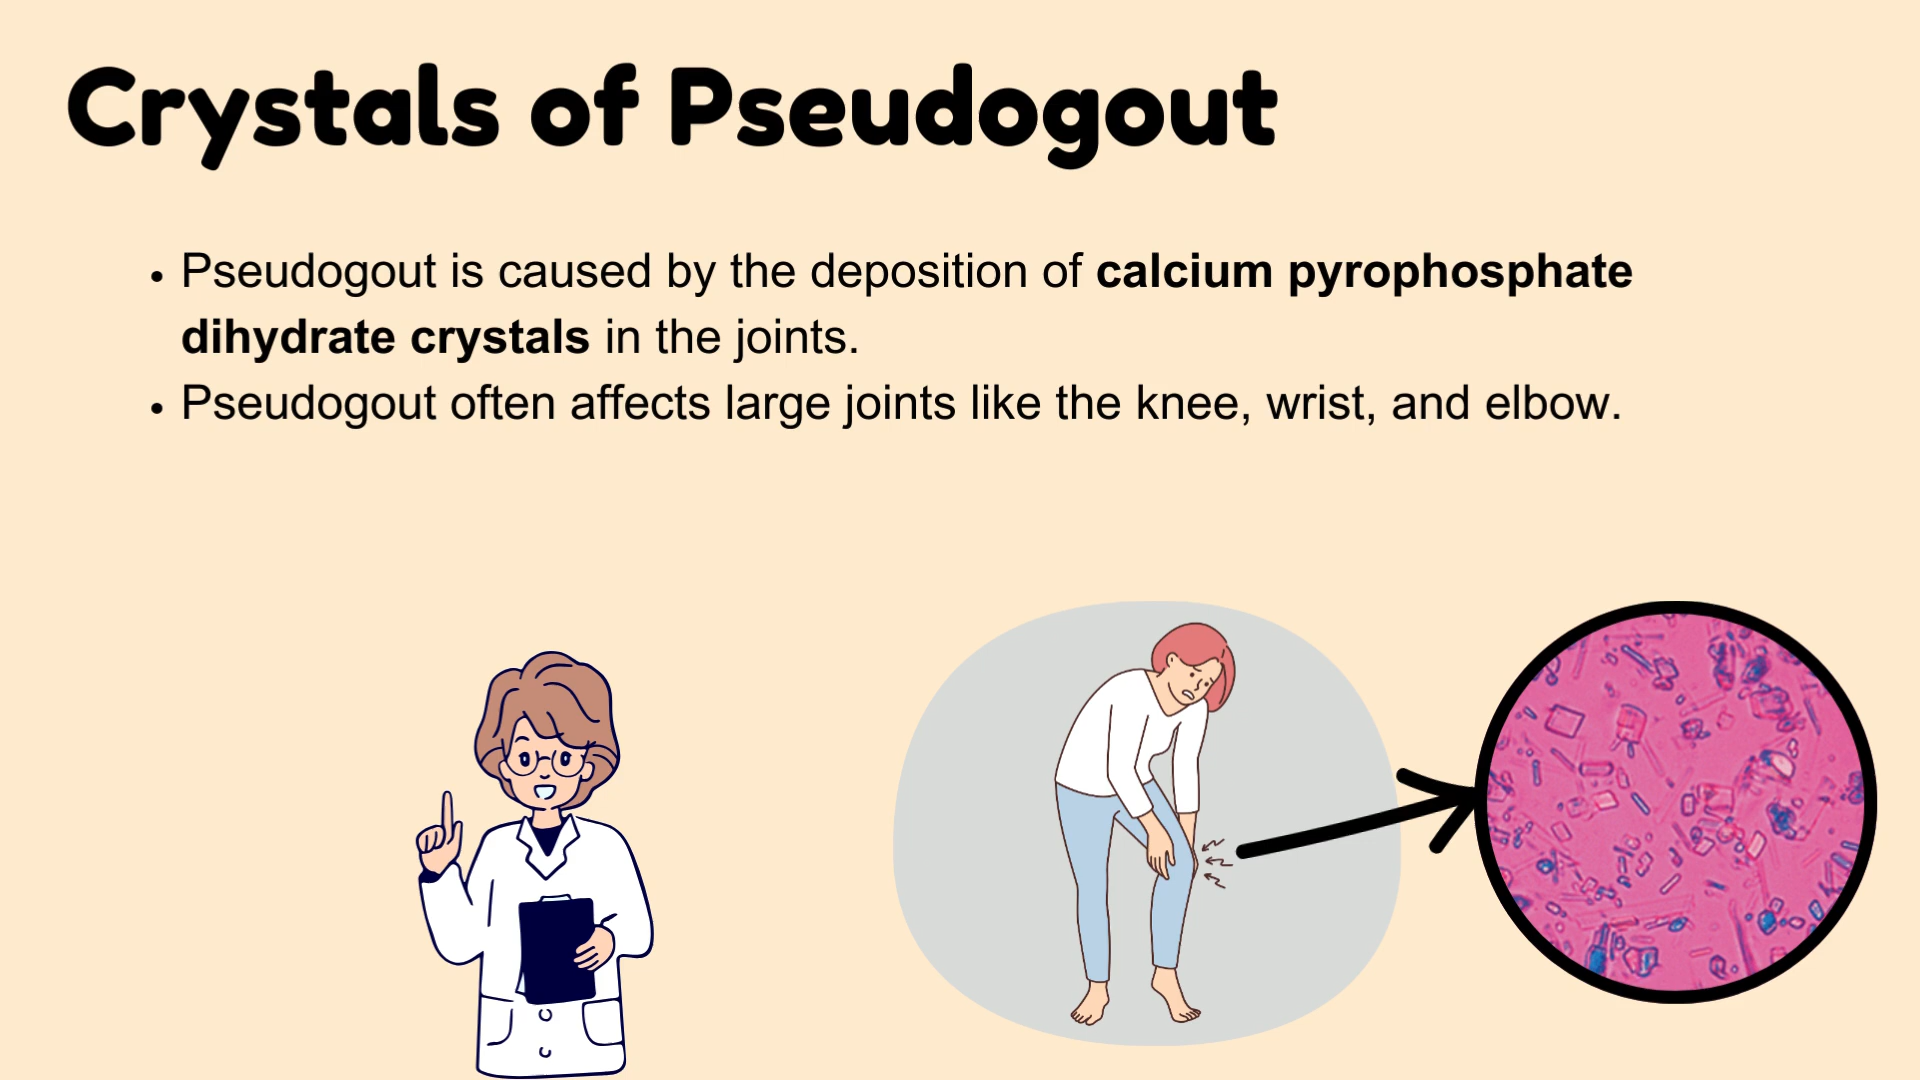 Crystals of Pseudogout
• Pseudogout is caused by the deposition of calcium pyrophosphate
dihydrate crystals in the joints.
• Pseudogout often affects large joints like the knee, wrist, and elbow.